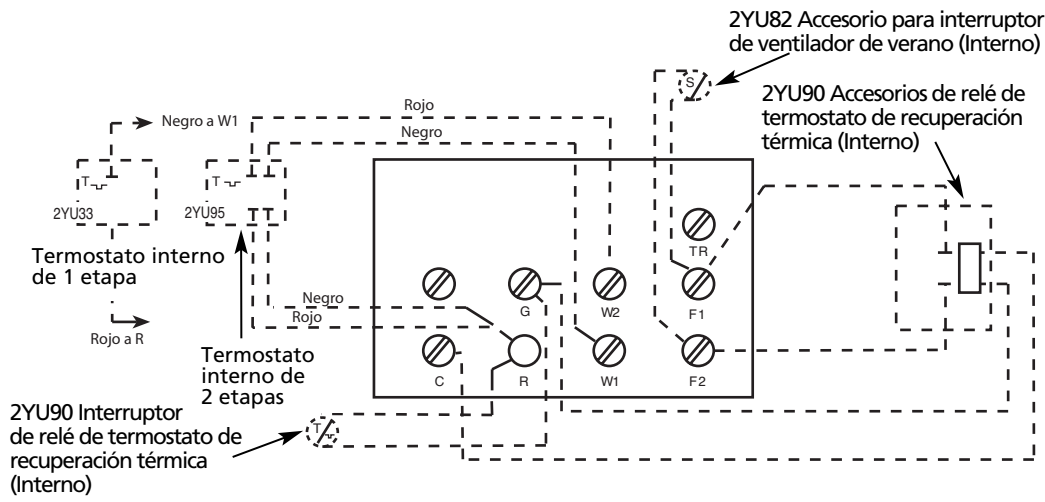 2YU82 Accesorio para interruptor
de ventilador de verano (Interno)
2YU90 Accesorios de relé de
termostato de recuperación
térmica (Interno)
S
Rojo
Negro
Negro a W1
T
2YU33
T
2YU95
Termostato interno
de 1 etapa
Rojo a R
Negro
Rojo
Termostato
interno de
2 etapas
TR
G
W2
F1
C
R
W1
F2
2YU90 Interruptor
de relé de termostato de
recuperación térmica
(Interno)
T